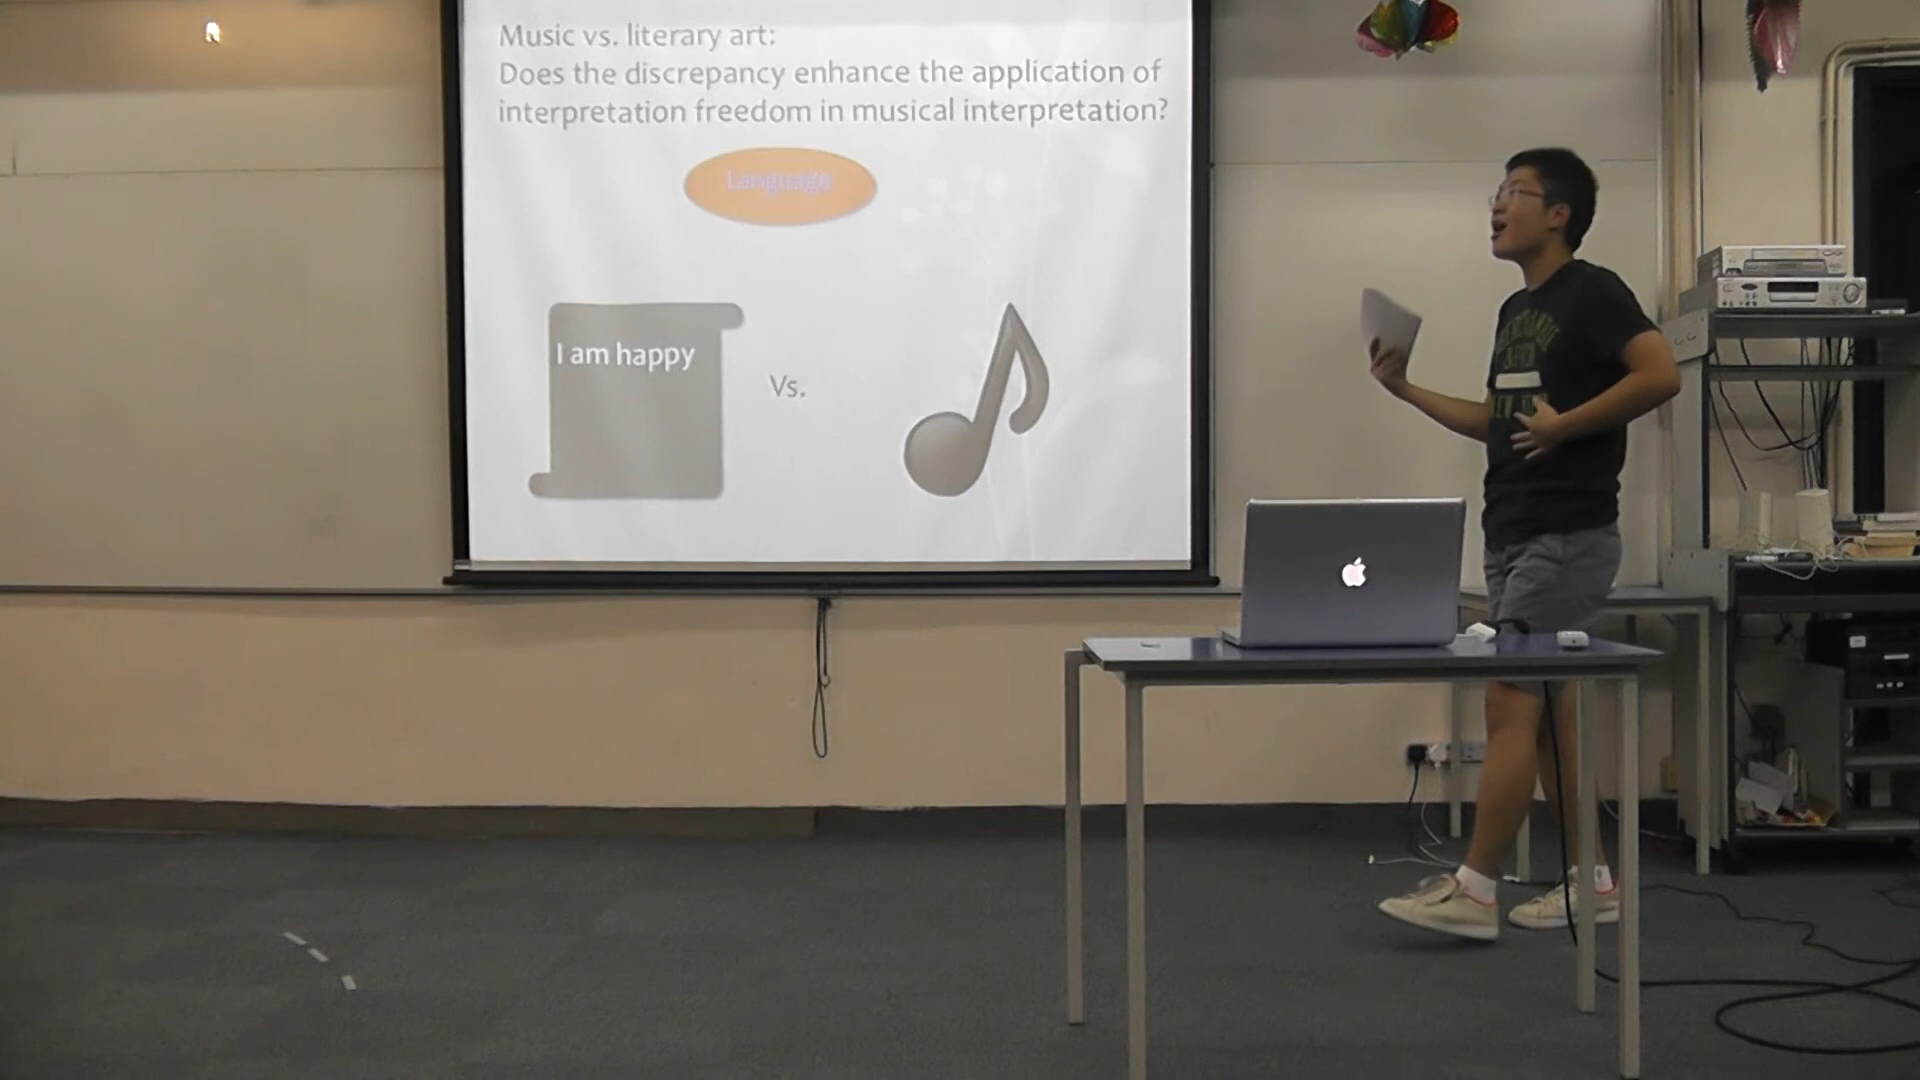 Music vs. literary art:
Does the discrepancy enhance the application of
interpretation freedom in musical interpretation?
Language
I am happy
Vs.